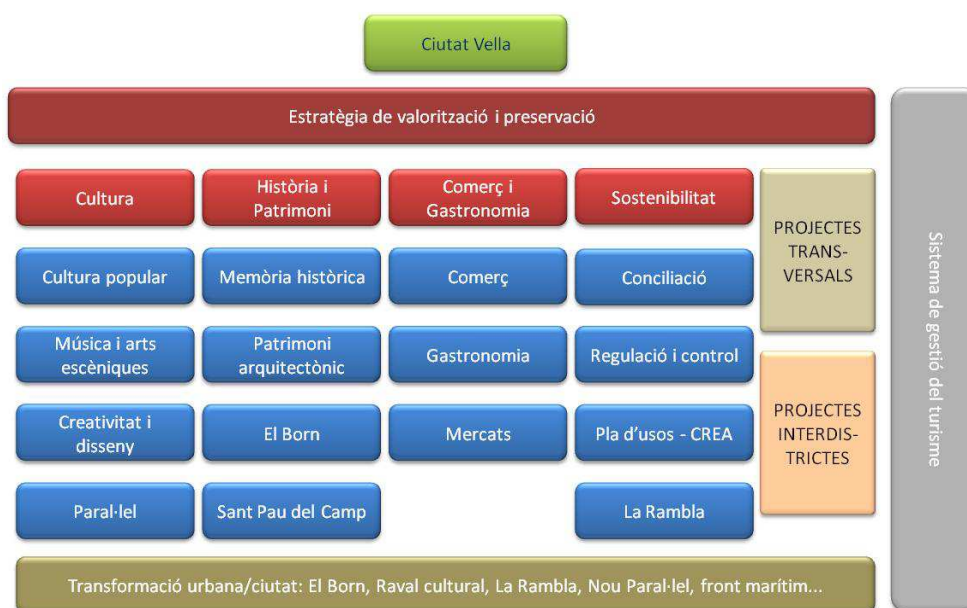 Ciutat Vella
Estratègia de valorització i preservació
Cultura
Història i
Patrimoni
Comerç i
Gastronomia
Sostenibilitat
PROJECTES
TRANS-
VERSALS
Cultura popular
Memòria històrica
Comerç
Conciliació
Música i arts
escèniques
Patrimoni
arquitectònic
Gastronomia
Regulació i control
PROJECTES
INTERDIS-
TRICTES
Creativitat i
disseny
El Born
Mercats
Pla d'usos - CREA
Paral·lel
Sant Pau del Camp
La Rambla
Transformació urbana/ciutat: El Born, Raval cultural, La Rambla, Nou Paral·lel, front marítim...
Sistema de gestió del turisme